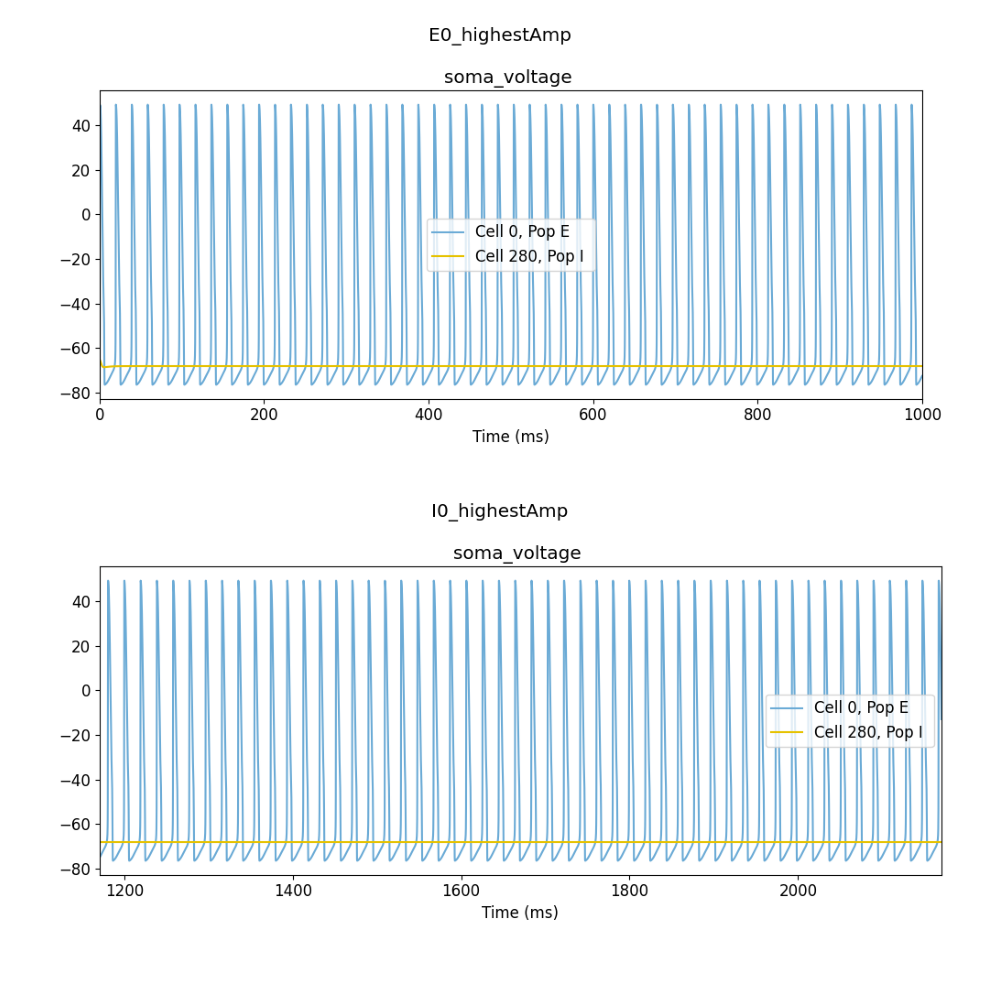 E0_highestAmp
soma_voltage
40
20
0
−20
−40
−60
−80
Cell 0, Pop E
Cell 280, Pop I
0 200 400 600 800 1000
Time (ms)
I0_highestAmp
soma_voltage
40
20
0
−20
−40
−60
−80
Cell 0, Pop E
Cell 280, Pop I
1200 1400 1600 1800 2000
Time (ms)